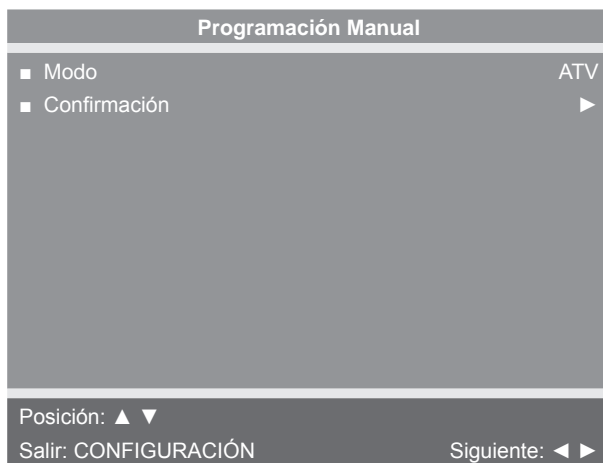 Programación Manual
■ Modo ATV
■ Confirmación ►
Posición: ▲ ▼
Salir: CONFIGURACIÓN Siguiente: ◄ ►